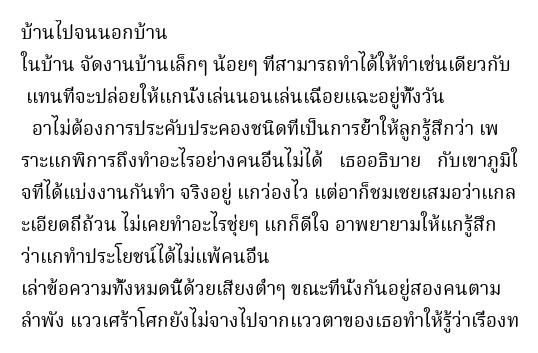 บ้านไปจนนอกบ้าน
ในบ้าน จัดงานบ้านเล็กๆ น้อยๆ ที่สามารถทำได้ให้ทำเช่นเดียวกับ
แทนที่จะปล่อยให้แกนั่งเล่นนอนเล่นเฉื่อยแฉะอยู่ทั้งวัน
อาไม่ต้องการประคับประคองชนิดที่เป็นการย้ำให้ลูกรู้สึกว่า เพ
ราะแกพิการถึงทำอะไรอย่างคนอื่นไม่ได้ เธออธิบาย กับเขาภูมิใ
จที่ได้แบ่งงานกันทำ จริงอยู่ แกว่องไว แต่อาก็ชมเชยเสมอว่าแกล
ะเอียดถี่ถ้วน ไม่เคยทำอะไรชุ่ยๆ แกก็ดีใจ อาพยายามให้แกรู้สึก
ว่าแกทำประโยชน์ได้ไม่แพ้คนอื่น
เล่าข้อความทั้งหมดนี้ด้วยเสียงต่ำๆ ขณะที่นั่งกันอยู่สองคนตาม
ลำพัง แววเศร้าโศกยังไม่จางไปจากแววตาของเธอทำให้รู้ว่าเรื่องท